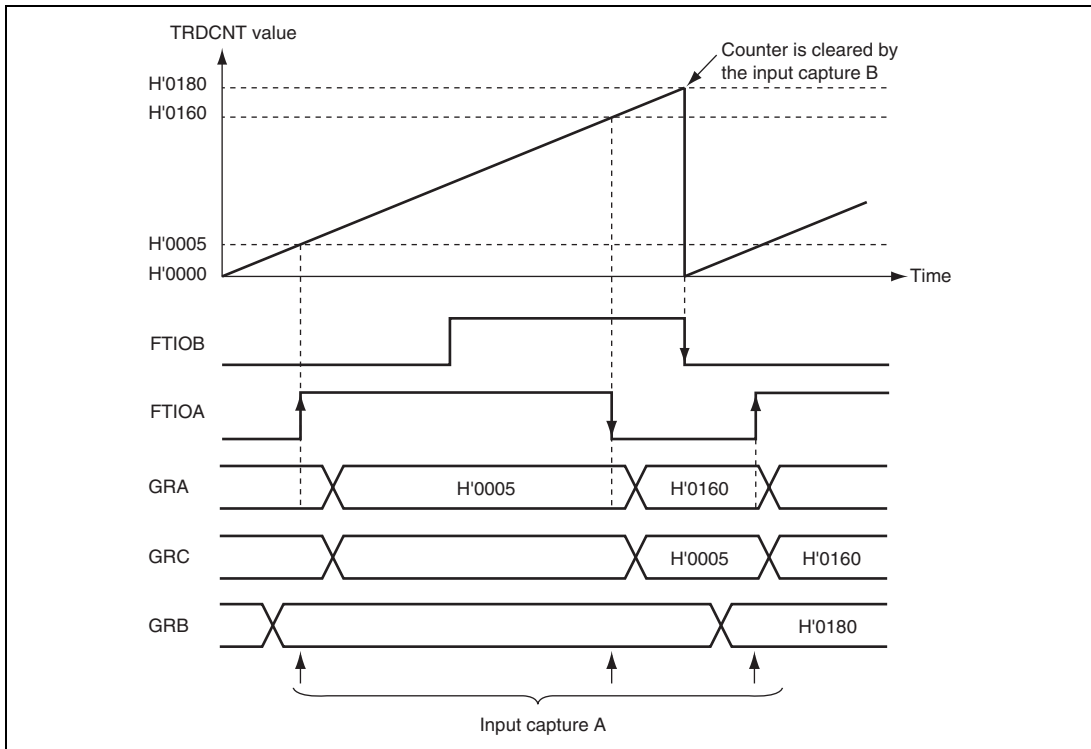 TRDCNT value
Counter is cleared by
the input capture B
H'0180
H'0160
H'0005
H'0000
Time
FTIOB
FTIOA
GRA
H'0005
H'0160
GRC
H'0005
H'0160
GRB
H'0180
Input capture A